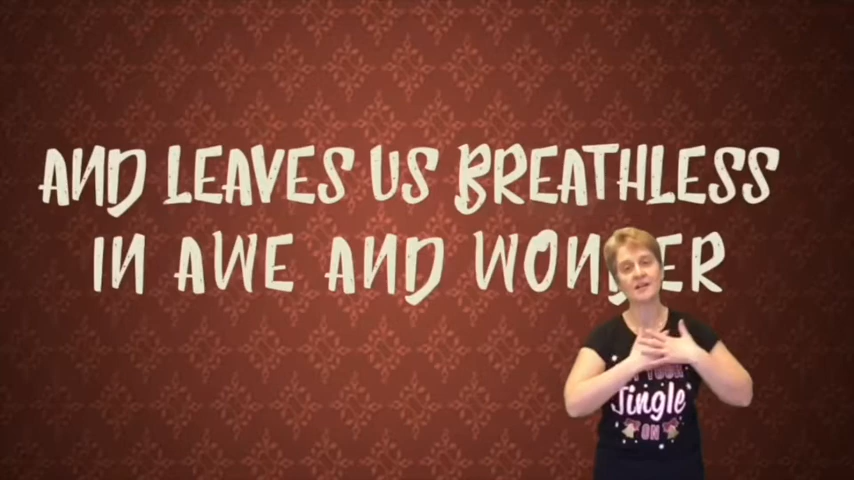 AND LEAVES US BREATHLESS
IN AWE AND WONDER
Jingle
ON